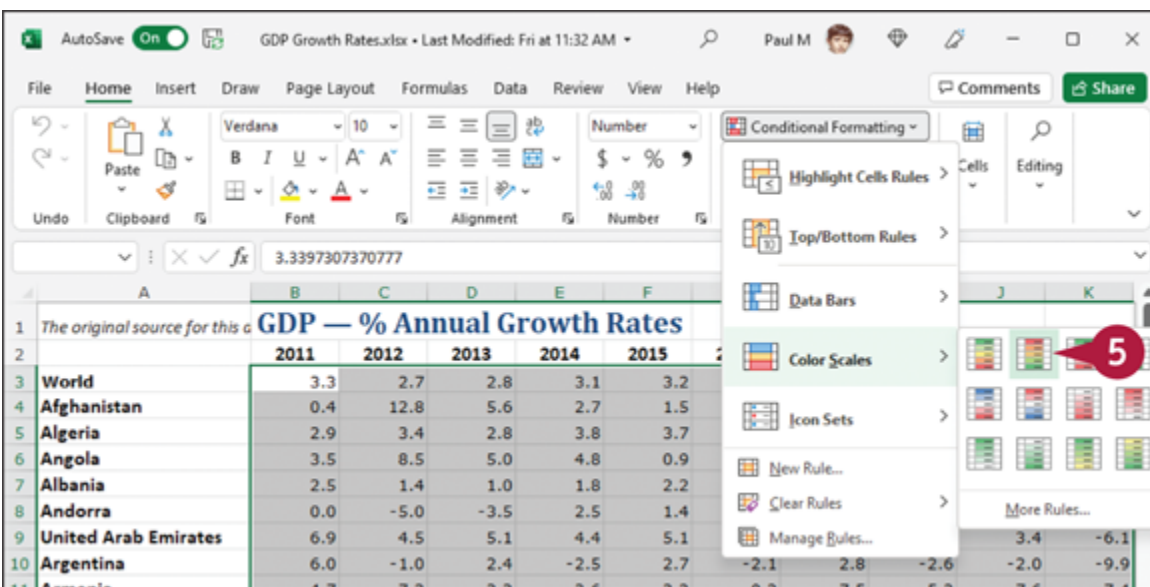 AutoSave On GDP Growth Rates.xlsx • Last Modified: Fri at 11:32 AM Paul M
File Home Insert Draw Page Layout Formulas Data Review View Help Comments Share
Verdana 10 Number Conditional Formatting
Paste B I U A A $ % Cells Editing
Undo Clipboard Font Alignment Number
Highlight Cells Rules
Top/Bottom Rules
Data Bars
Color Scales
Icon Sets
New Rule...
Clear Rules
Manage Rules...
More Rules...
5
fx 3.3397307370777
A B C D E F J K
1 The original source for this GDP — % Annual Growth Rates
2 2011 2012 2013 2014 2015
3 World 3.3 2.7 2.8 3.1 3.2
4 Afghanistan 0.4 12.8 5.6 2.7 1.5
5 Algeria 2.9 3.4 2.8 3.8 3.7
6 Angola 3.5 8.5 5.0 4.8 0.9
7 Albania 2.5 1.4 1.0 1.8 2.2
8 Andorra 0.0 -5.0 -3.5 2.5 1.4
9 United Arab Emirates 6.9 4.5 5.1 4.4 5.1 3.4 -6.1
10 Argentina 6.0 -1.0 2.4 -2.5 2.7 -2.1 2.8 -2.6 -2.0 -9.9